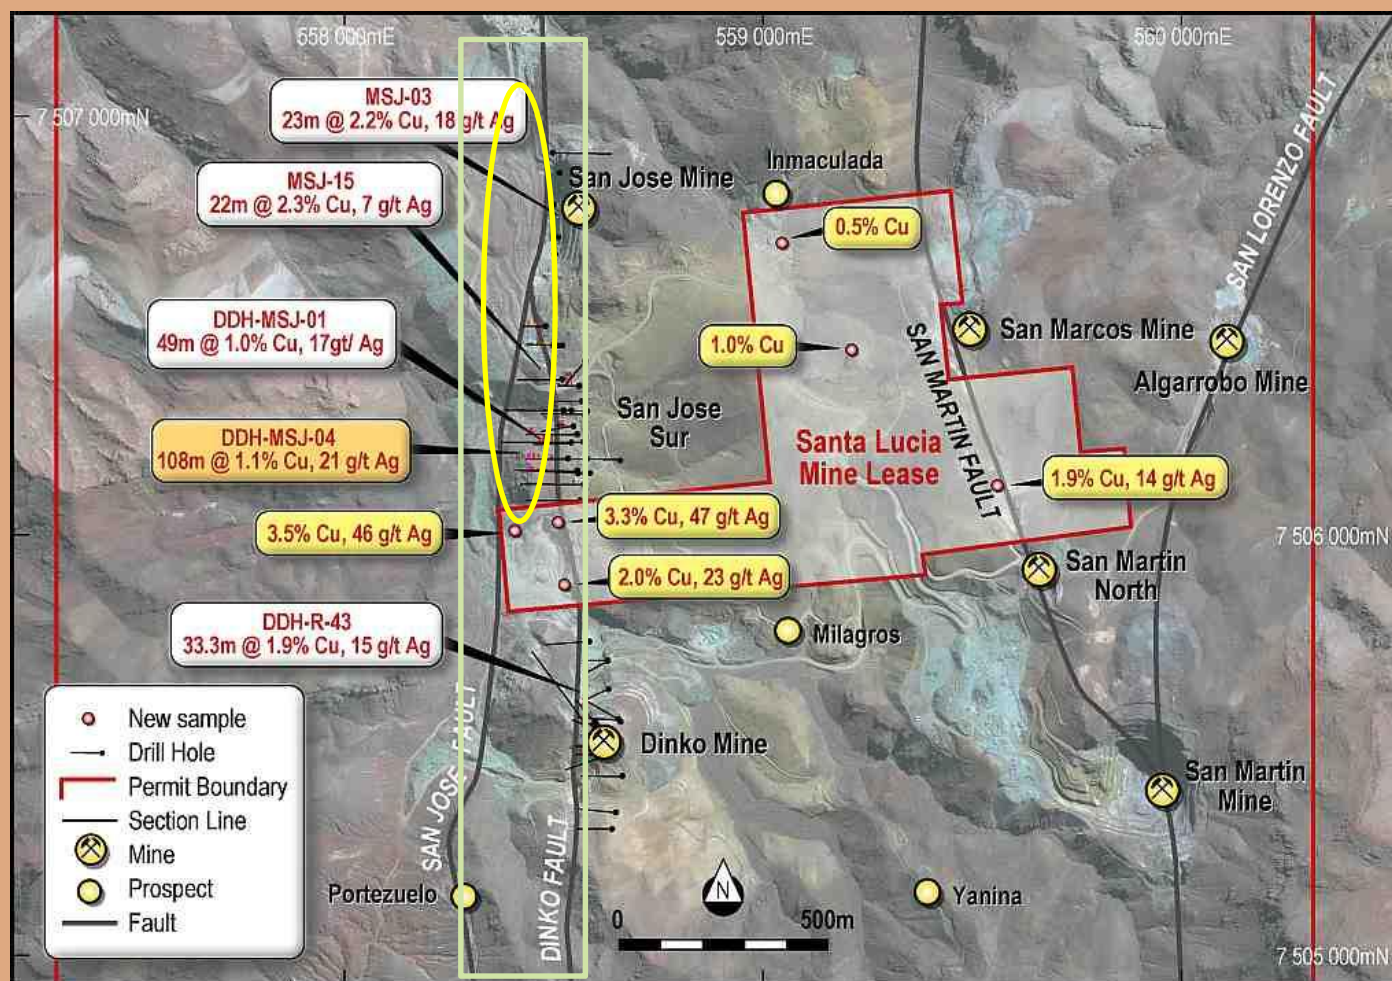 558 000mE
559 000mE
560 000mE
7 507 000mN
MSJ-03
23m @ 2.2% Cu, 18 g/t Ag
MSJ-15
22m @ 2.3% Cu, 7 g/t Ag
San Jose Mine
Inmaculada
0.5% Cu
SAN LORENZO FAULT
DDH-MSJ-01
49m @ 1.0% Cu, 17gt/ Ag
1.0% Cu
San Marcos Mine
SAN MARTIN FAULT
Algarrobo Mine
San Jose
Sur
DDH-MSJ-04
108m @ 1.1% Cu, 21 g/t Ag
Santa Lucia
Mine Lease
1.9% Cu, 14 g/t Ag
3.3% Cu, 47 g/t Ag
3.5% Cu, 46 g/t Ag
7 506 000mN
2.0% Cu, 23 g/t Ag
San Martin
North
DDH-R-43
33.3m @ 1.9% Cu, 15 g/t Ag
Milagros
New sample
Drill Hole
Permit Boundary
Section Line
Mine
Prospect
Fault
SAN JOSE FAULT
DINKO FAULT
Dinko Mine
San Martin
Mine
Portezuelo
N
Yanina
0
500m
7 505 000mN